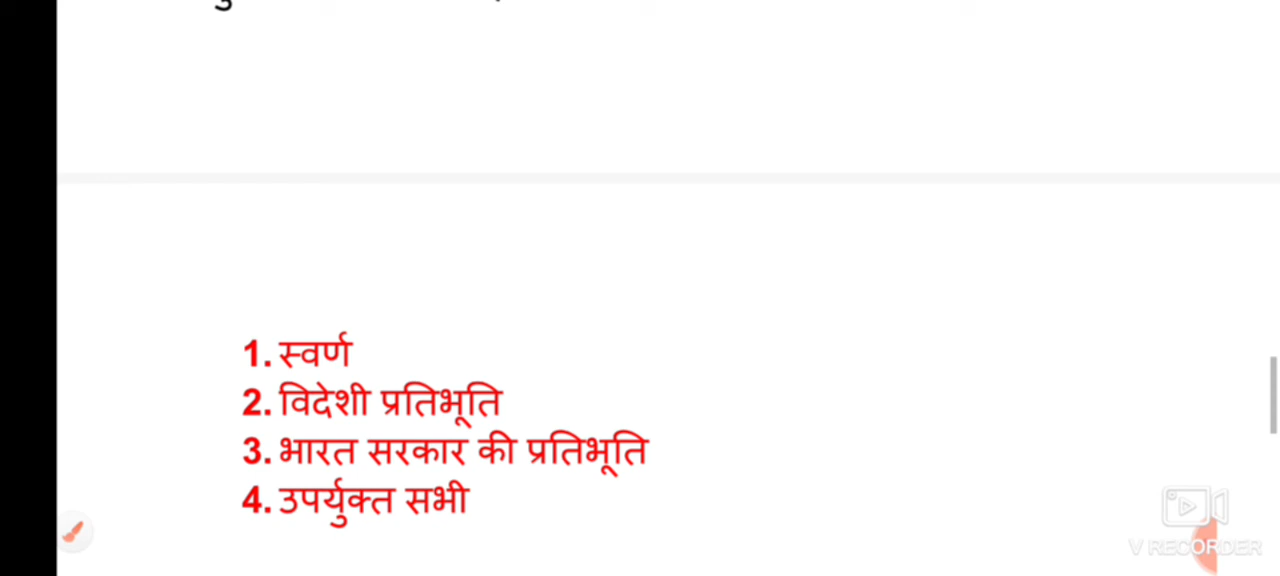 1. स्वर्ण
2. विदेशी प्रतिभूति
3. भारत सरकार की प्रतिभूति
4. उपर्युक्त सभी
V RECORDER